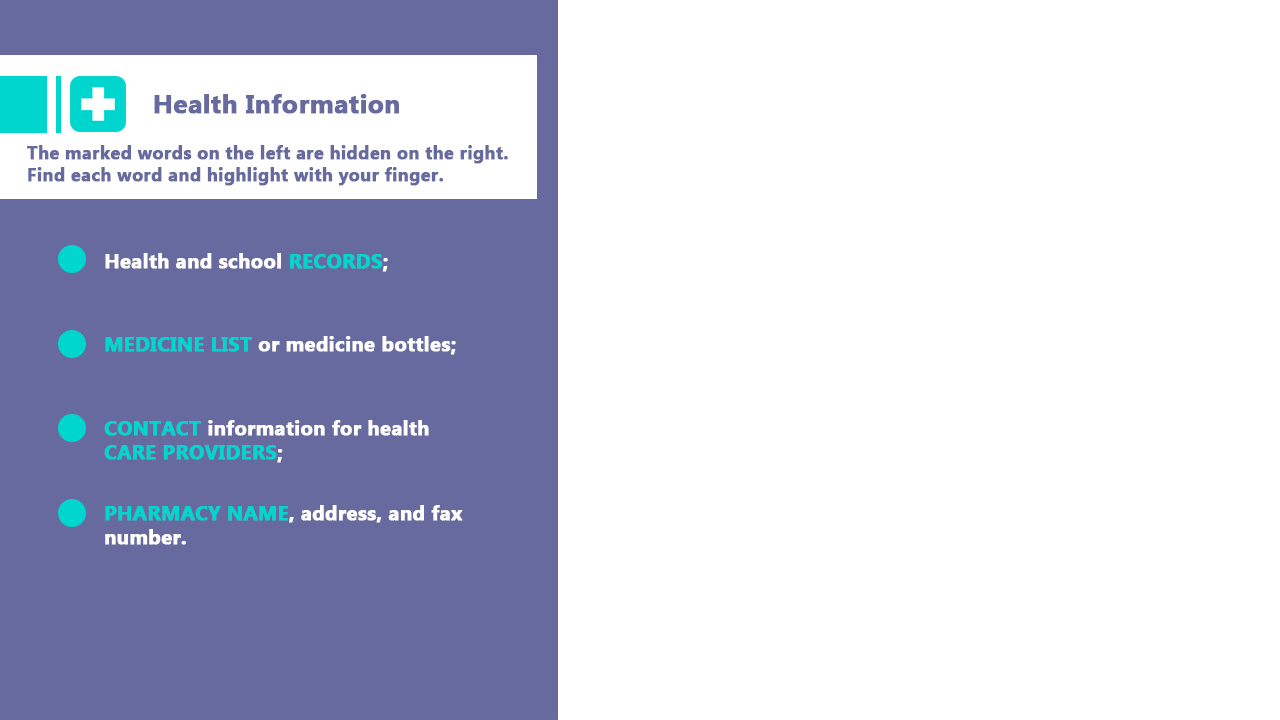 Health Information
The marked words on the left are hidden on the right.
Find each word and highlight with your finger.
Health and school RECORDS;
MEDICINE LIST or medicine bottles;
CONTACT information for health
CARE PROVIDERS;
PHARMACY NAME, address, and fax
number.